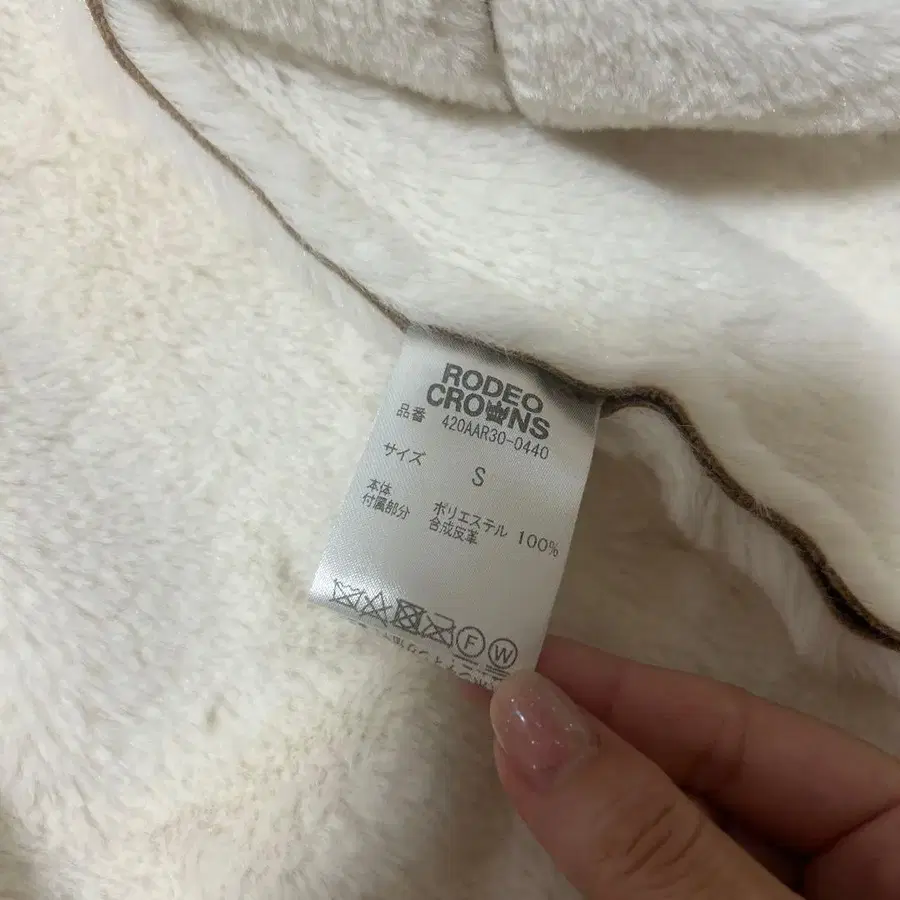 RODEO
CROWNS
品番 420AAR30-0440
サイズ S
本体 ポリエステル 100%
付属部分 合成皮革
F W